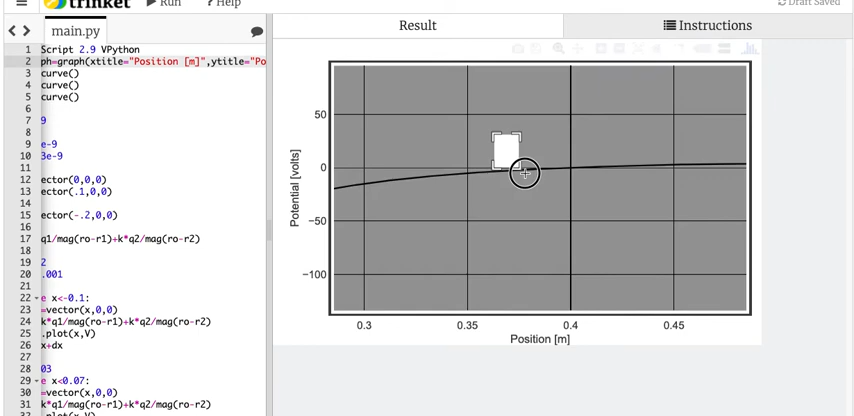 trinket
Run
? Help
Draft Saved
main.py
Result
Instructions
1 Script 2.9 VPython
2 ph=graph(xtitle="Position [m]",ytitle="Po
3 curve()
4 curve()
5 curve()
6
7 9
8
9 e-9
10 3e-9
11
12 ector(0,0,0)
13 ector(.1,0,0)
14
15 ector(-.2,0,0)
16
17 q1/mag(ro-r1)+k*q2/mag(ro-r2)
18
19 2
20 .001
21
22 e x<-0.1:
23 =vector(x,0,0)
24 k*q1/mag(ro-r1)+k*q2/mag(ro-r2)
25 .plot(x,V)
26 x+dx
27
28 03
29 e x<0.07:
30 =vector(x,0,0)
31 k*q1/mag(ro-r1)+k*q2/mag(ro-r2)
32 .plot(x,V)
Potential [volts]
50
0
−50
−100
0.3 0.35 0.4 0.45
Position [m]